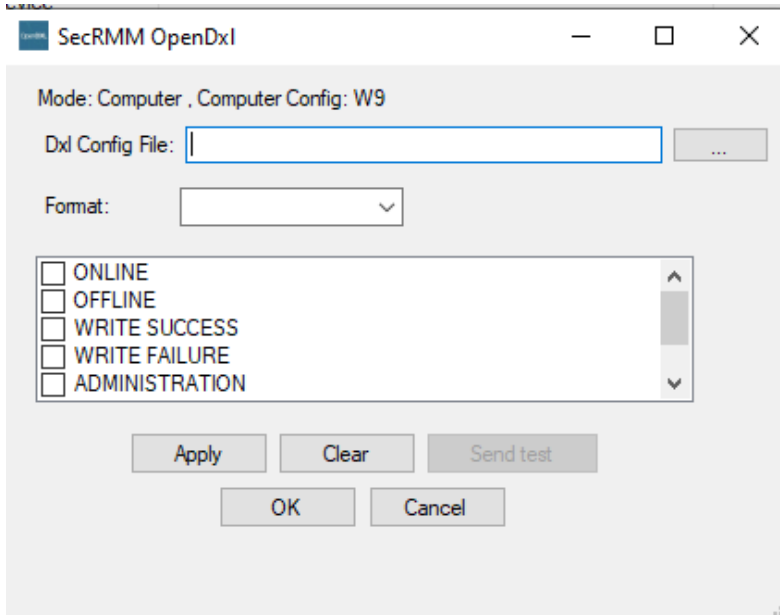 SecRMM OpenDxl
Mode: Computer , Computer Config: W9
Dxl Config File:
...
Format:
ONLINE
OFFLINE
WRITE SUCCESS
WRITE FAILURE
ADMINISTRATION
Apply Clear Send test
OK Cancel